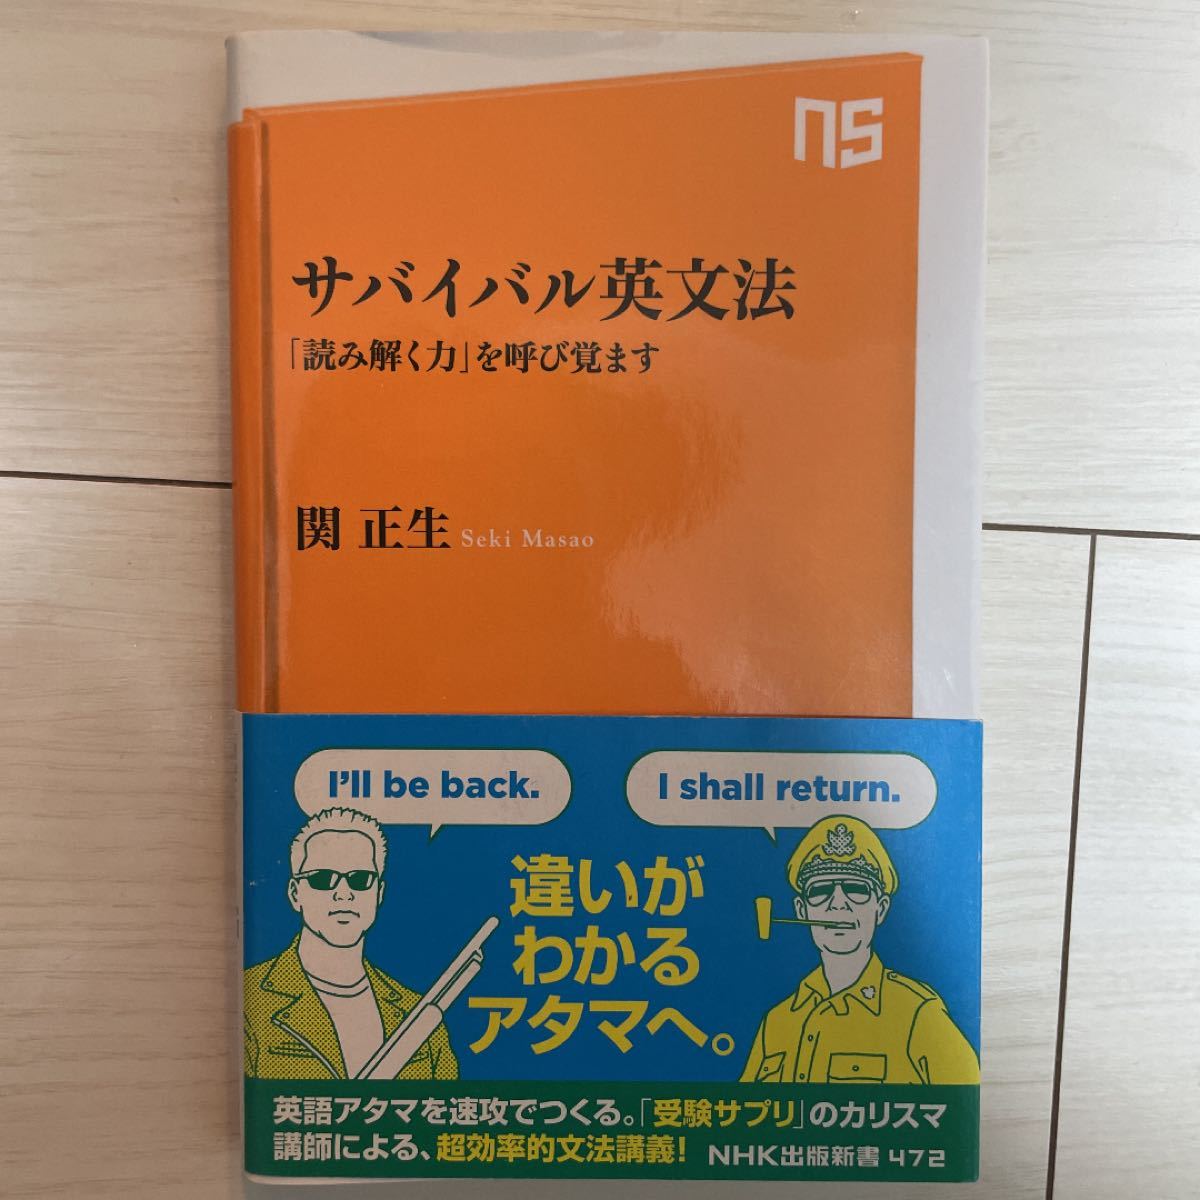 NS
サバイバル英文法
「読み解く力」を呼び覚ます
関 正生 Seki Masao
I'll be back.
I shall return.
違いが
わかる
アタマへ。
英語アタマを速攻でつくる。「受験サプリ」のカリスマ
講師による、超効率的文法講義!
NHK出版新書 472